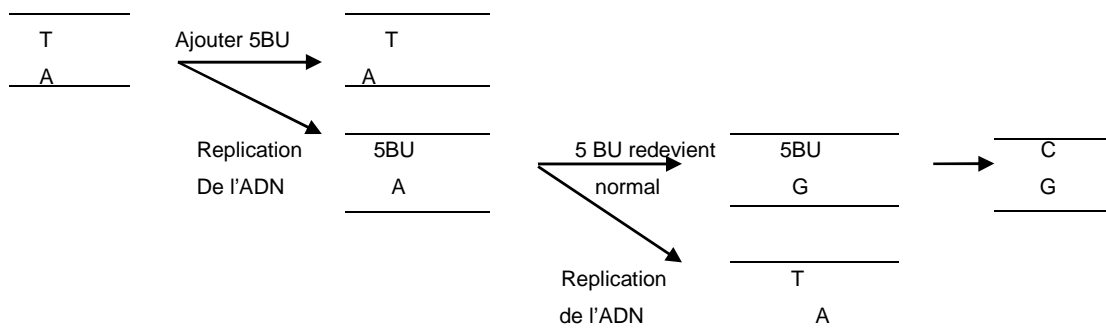 T Ajouter 5BU T
A A
Replication 5BU 5 BU redevient 5BU C
De l'ADN A normal G G
Replication T
de l'ADN A